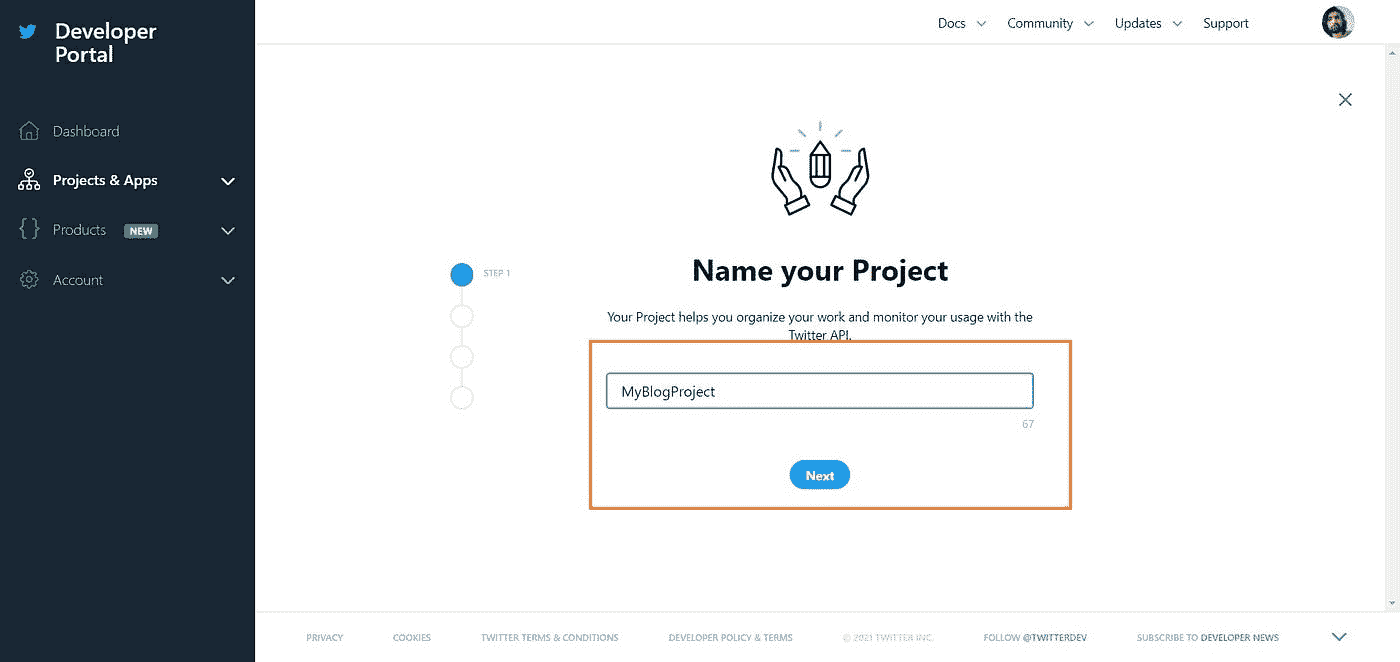 Developer
Portal
Docs
Community
Updates
Support
Dashboard
Projects & Apps
Products NEW
Account
STEP 1
Name your Project
Your Project helps you organize your work and monitor your usage with the
Twitter API.
MyBlogProject
67
Next
PRIVACY
COOKIES
TWITTER TERMS & CONDITIONS
DEVELOPER POLICY & TERMS
© 2021 TWITTER INC.
FOLLOW @TWITTERDEV
SUBSCRIBE TO DEVELOPER NEWS